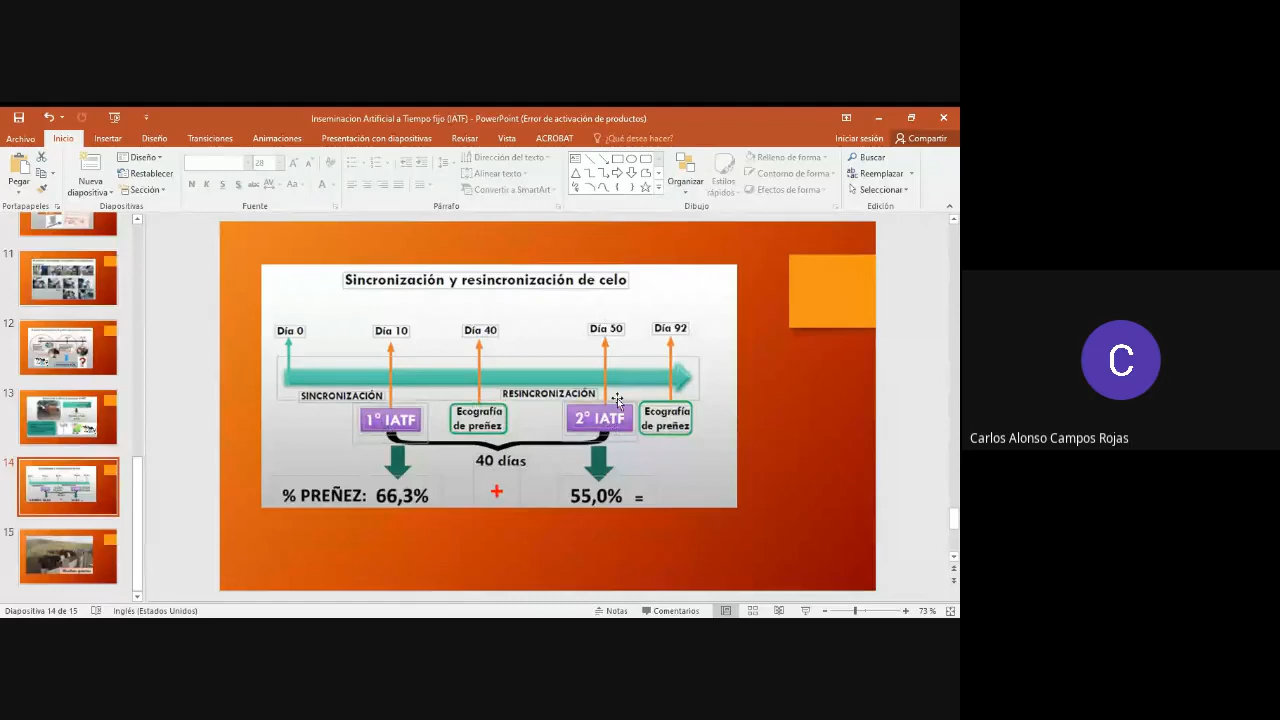 Inseminacion Artificial a Tiempo fijo (IATF) - PowerPoint (Error de activación de productos)
Archivo Inicio Insertar Diseño Transiciones Animaciones Presentación con diapositivas Revisar Vista ACROBAT ¿Qué desea hacer? Iniciar sesión Compartir
Pegar
Nueva diapositiva
Diseño
Restablecer
Sección
28
N K S S abc AV Aa A
Dirección del texto
Alinear texto
Convertir a SmartArt
Organizar
Estilos rápidos
Relleno de forma
Contorno de forma
Efectos de forma
Buscar
Reemplazar
Seleccionar
Portapapeles Diapositivas Fuente Párrafo Dibujo Edición
11
12
13
14
15
Sincronización y resincronización de celo
Día 0 Día 10 Día 40 Día 50 Día 92
SINCRONIZACIÓN RESINCRONIZACIÓN
1° IATF
Ecografía
de preñez
2° IATF
Ecografía
de preñez
40 días
% PREÑEZ: 66,3% + 55,0% =
C
Carlos Alonso Campos Rojas
Diapositiva 14 de 15 Inglés (Estados Unidos) Notas Comentarios 73 %